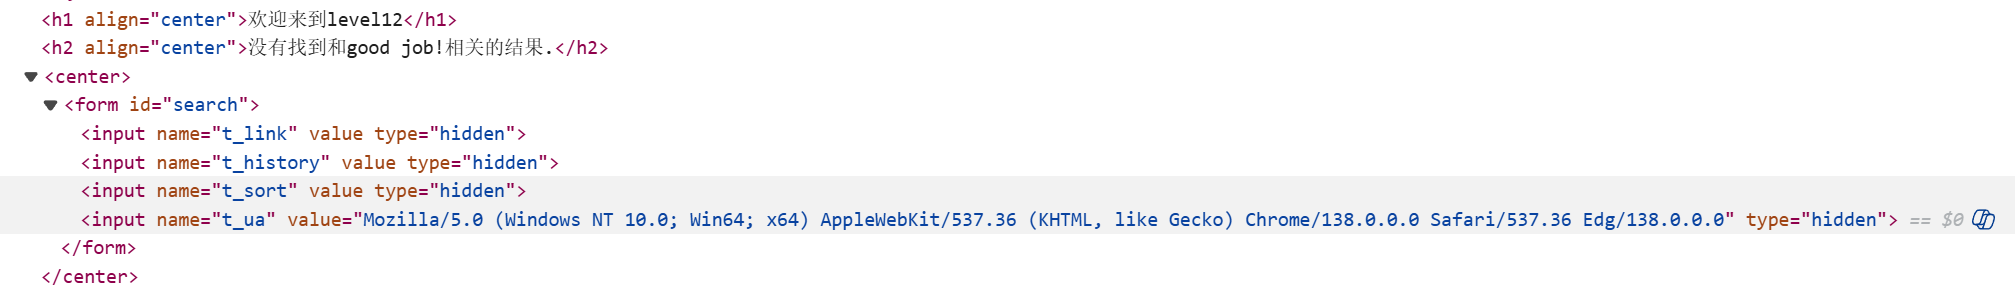 <h1 align="center">欢迎来到level12</h1>
<h2 align="center">没有找到和good job!相关的结果.</h2>
<center>
<form id="search">
<input name="t_link" value type="hidden">
<input name="t_history" value type="hidden">
<input name="t_sort" value type="hidden">
<input name="t_ua" value="Mozilla/5.0 (Windows NT 10.0; Win64; x64) AppleWebKit/537.36 (KHTML, like Gecko) Chrome/138.0.0.0 Safari/537.36 Edg/138.0.0.0" type="hidden"> == $0
</form>
</center>